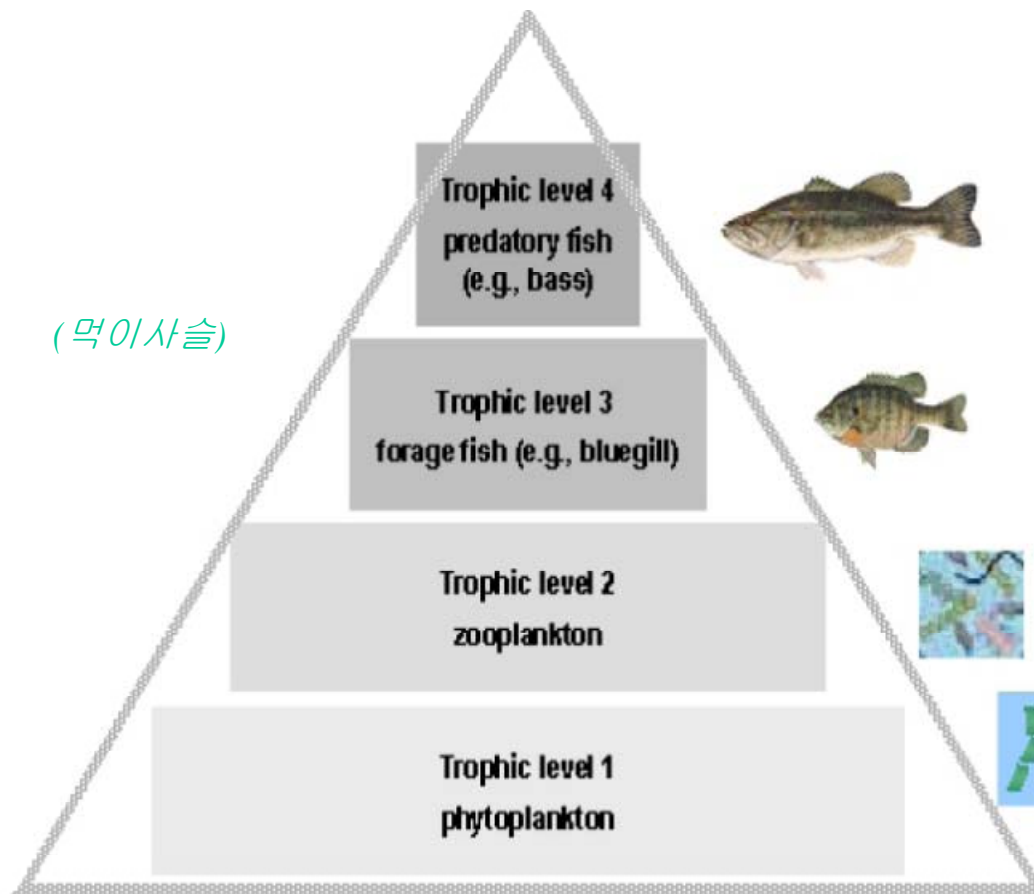 Trophic level 4
predatory fish
(e.g., bass)
(먹이사슬)
Trophic level 3
forage fish (e.g., bluegill)
Trophic level 2
zooplankton
Trophic level 1
phytoplankton